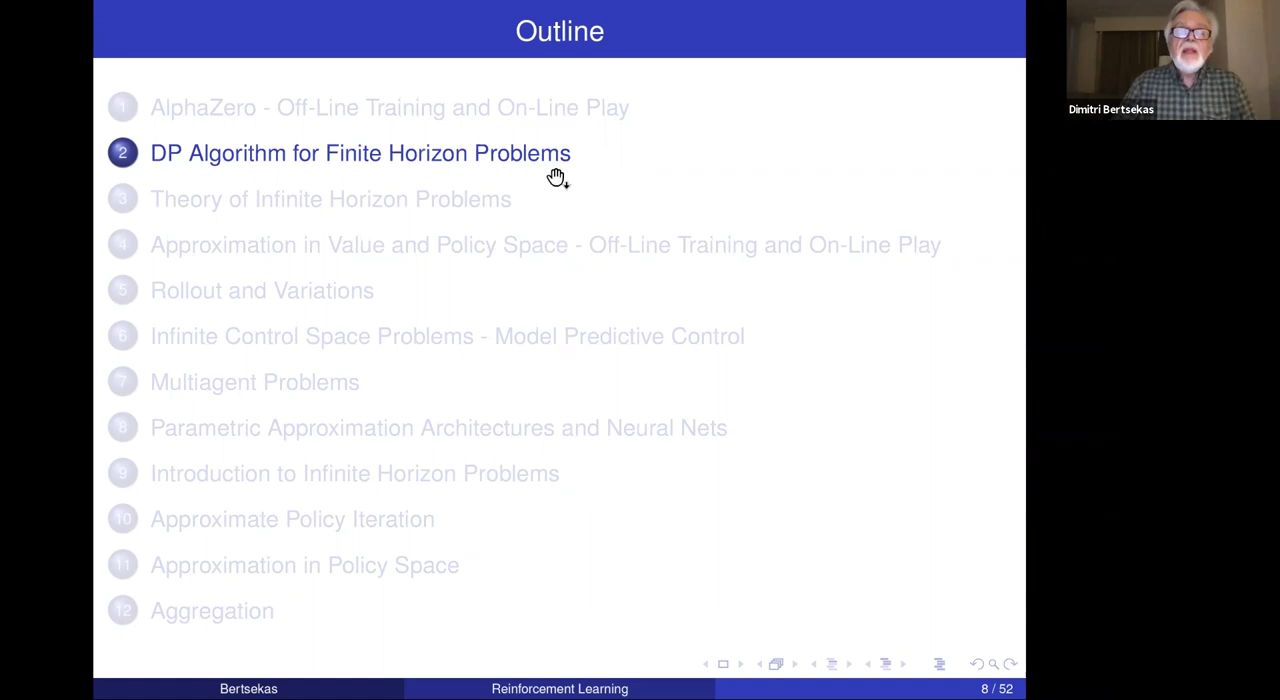 Outline
1 AlphaZero - Off-Line Training and On-Line Play
2 DP Algorithm for Finite Horizon Problems
3 Theory of Infinite Horizon Problems
4 Approximation in Value and Policy Space - Off-Line Training and On-Line Play
5 Rollout and Variations
6 Infinite Control Space Problems - Model Predictive Control
7 Multiagent Problems
8 Parametric Approximation Architectures and Neural Nets
9 Introduction to Infinite Horizon Problems
10 Approximate Policy Iteration
11 Approximation in Policy Space
12 Aggregation
Bertsekas Reinforcement Learning 8 / 52
Dimitri Bertsekas